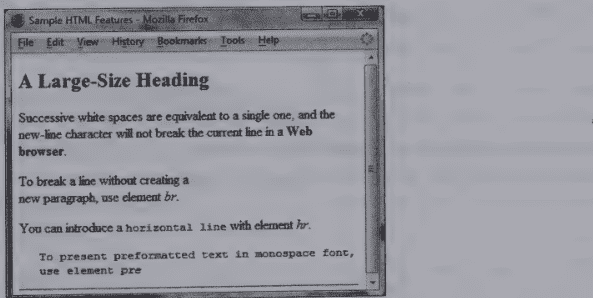 Sample HTML Features - Mozilla Firefox
File Edit View History Bookmarks Tools Help
A Large-Size Heading
Successive white spaces are equivalent to a single one, and the
new-line character will not break the current line in a Web
browser.
To break a line without creating a
new paragraph, use element br.
You can introduce a horizontal line with element hr.
To present preformatted text in monospace font,
use element pre